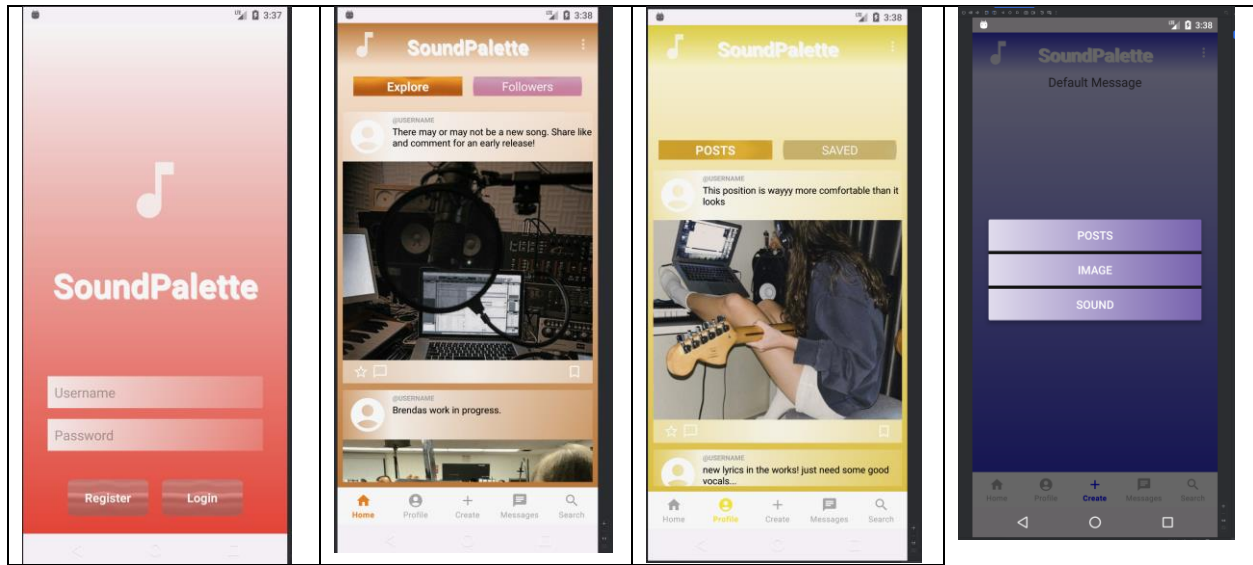 3:37
SoundPalette
Username
Password
Register
Login
3:38
SoundPalette
Explore
Followers
@USERNAME
There may or may not be a new song. Share like
and comment for an early release!
@USERNAME
Brendas work in progress.
Home
Profile
Create
Messages
Search
3:38
SoundPalette
POSTS
SAVED
@USERNAME
This position is wayyy more comfortable than it
looks
@USERNAME
new lyrics in the works! just need some good
vocals...
Home
Profile
Create
Messages
Search
3:38
SoundPalette
Default Message
POSTS
IMAGE
SOUND
Home
Profile
Create
Messages
Search